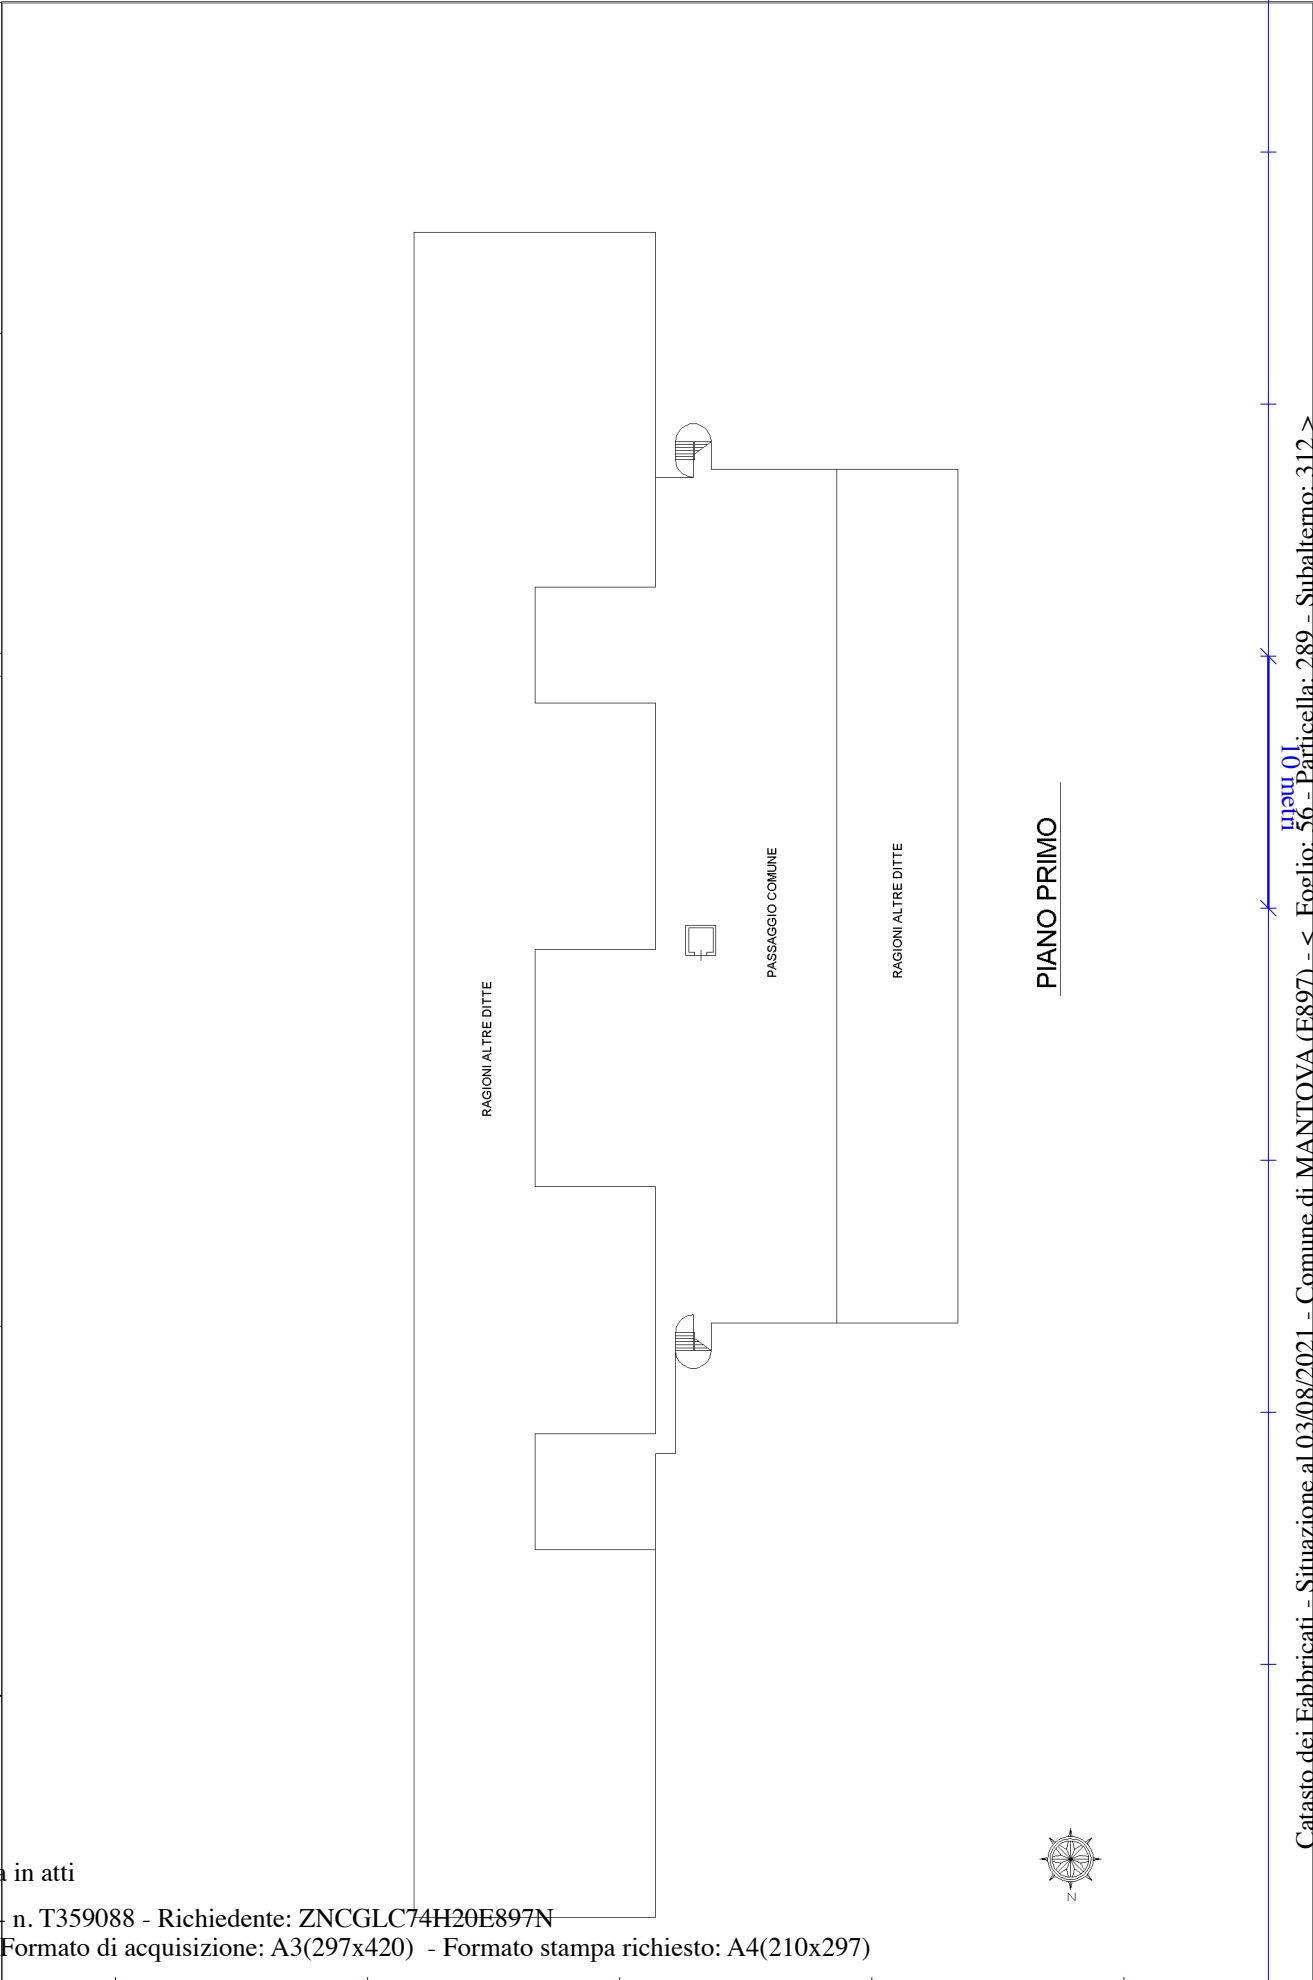 RAGIONI ALTRE DITTE
PASSAGGIO COMUNE
RAGIONI ALTRE DITTE
PIANO PRIMO
10 metri
Catasto dei Fabbricati - Situazione al 03/08/2021 - Comune di MANTOVA (E897) - < Foglio: 56 - Particella: 289 - Subalterno: 312 >
N
a in atti
- n. T359088 - Richiedente: ZNCGLC74H20E897N
Formato di acquisizione: A3(297x420) - Formato stampa richiesto: A4(210x297)